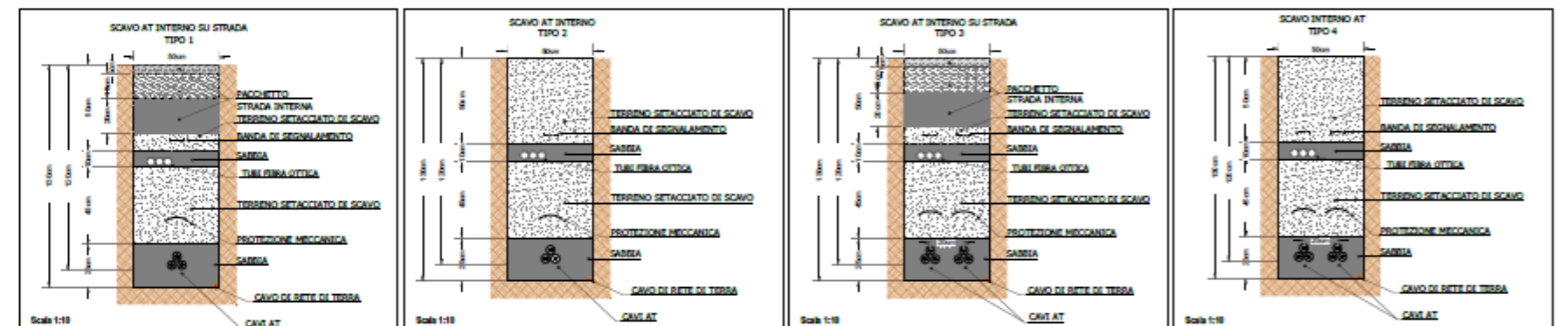 SCAVO AT INTERNO SU STRADA
TIPO 1
50cm
PACCHETTO
STRADA INTERNA
TERRENO SETACCIATO DI SCAVO
BANDA DI SEGNALAMENTO
SABBIA
TUBI FIBRA OTTICA
TERRENO SETACCIATO DI SCAVO
PROTEZIONE MECCANICA
SABBIA
CAVO DI RETE DI TERRA
Scala 1:10
CAVI AT
SCAVO AT INTERNO
TIPO 2
50cm
TERRENO SETACCIATO DI SCAVO
BANDA DI SEGNALAMENTO
SABBIA
TUBI FIBRA OTTICA
TERRENO SETACCIATO DI SCAVO
PROTEZIONE MECCANICA
SABBIA
CAVO DI RETE DI TERRA
Scala 1:10
CAVI AT
SCAVO AT INTERNO SU STRADA
TIPO 3
50cm
PACCHETTO
STRADA INTERNA
TERRENO SETACCIATO DI SCAVO
BANDA DI SEGNALAMENTO
SABBIA
TUBI FIBRA OTTICA
TERRENO SETACCIATO DI SCAVO
PROTEZIONE MECCANICA
20cm
SABBIA
CAVO DI RETE DI TERRA
Scala 1:10
CAVI AT
SCAVO INTERNO AT
TIPO 4
50cm
TERRENO SETACCIATO DI SCAVO
BANDA DI SEGNALAMENTO
SABBIA
TUBI FIBRA OTTICA
TERRENO SETACCIATO DI SCAVO
PROTEZIONE MECCANICA
20cm
SABBIA
CAVO DI RETE DI TERRA
Scala 1:10
CAVI AT